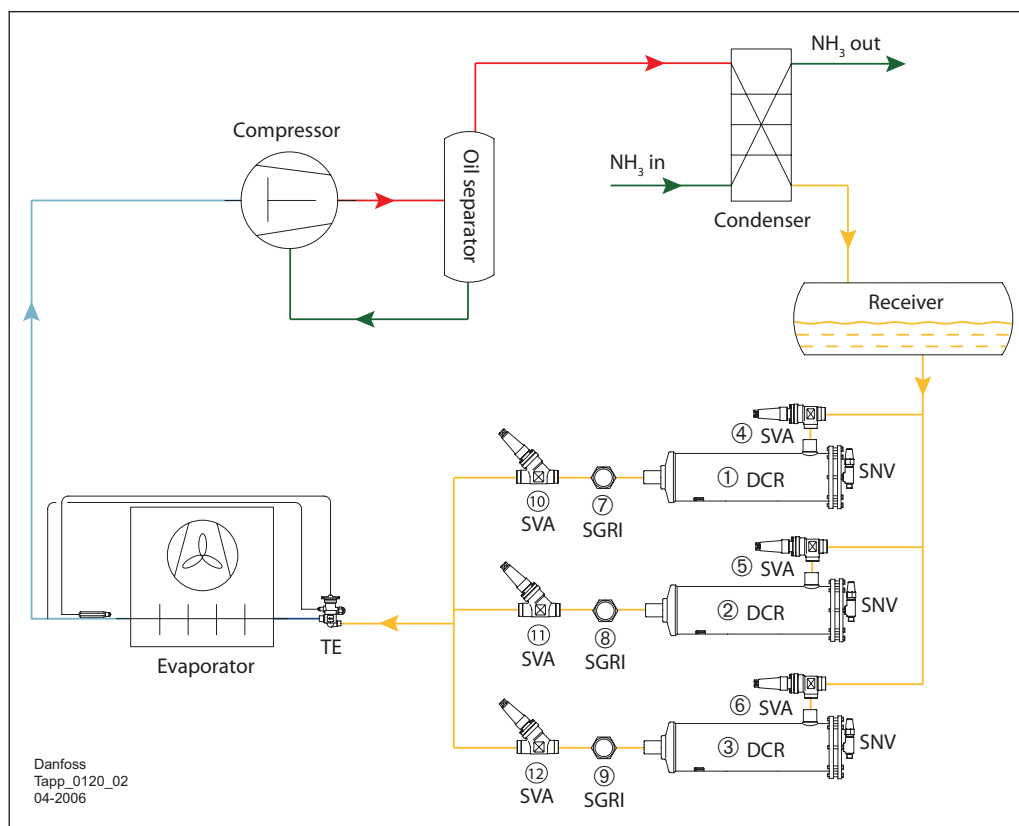 NH₃ out
Compressor
Oil separator
NH₃ in
Condenser
Receiver
④ SVA
① DCR
SNV
⑩
SVA
⑦
SGRI
⑤
SVA
② DCR
SNV
⑪
SVA
⑧
SGRI
TE
Evaporator
⑥
SVA
③ DCR
SNV
⑫
SVA
⑨
SGRI
Danfoss
Tapp_0120_02
04-2006